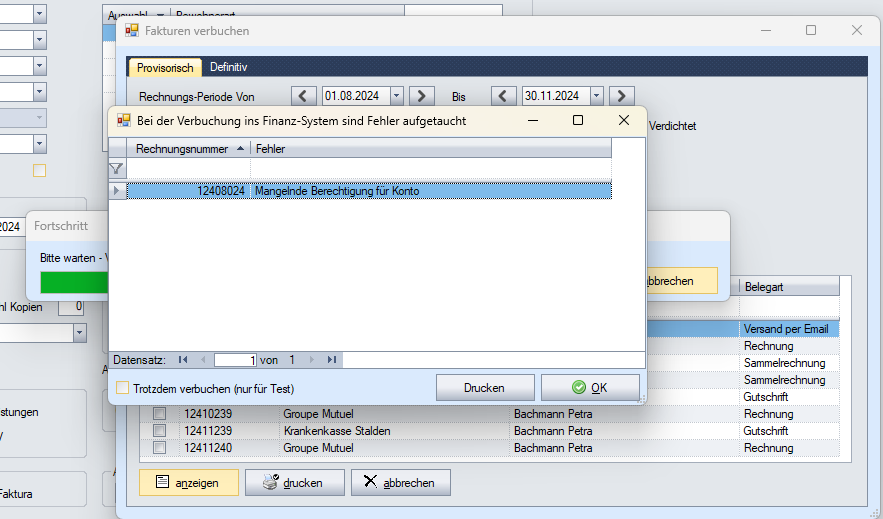 Auswahl Bewohnerart
Fakturen verbuchen
Provisorisch Definitiv
Rechnungs-Periode Von 01.08.2024 Bis 30.11.2024
Bei der Verbuchung ins Finanz-System sind Fehler aufgetaucht
Verdichtet
Rechnungsnummer Fehler
12408024 Mangelnde Berechtigung für Konto
2024 Fortschritt
Bitte warten - V
bbrechen
Belegart
hl Kopien 0
Versand per Email
Rechnung
Sammelrechnung
Datensatz: 1 von 1
Sammelrechnung
Trotzdem verbuchen (nur für Test) Drucken OK
Gutschrift
stungen 12410239 Groupe Mutuel Bachmann Petra Rechnung
12411239 Krankenkasse Stalden Bachmann Petra Gutschrift
12411240 Groupe Mutuel Bachmann Petra Rechnung
anzeigen drucken abbrechen
Faktura